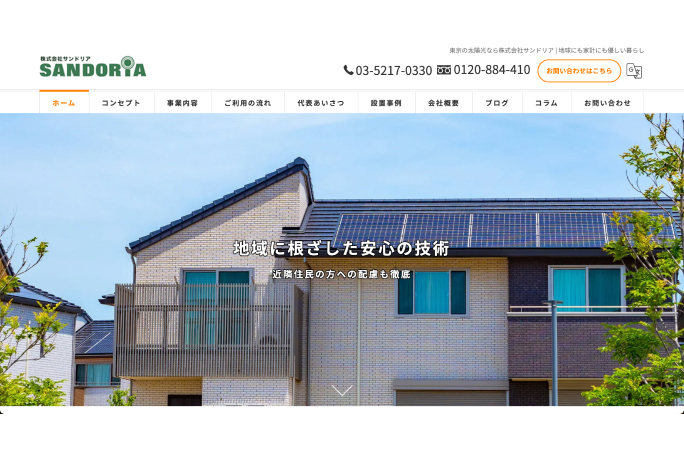 東京の太陽光なら株式会社サンドリア | 地域にも家計にも優しい暮らし
株式会社サンドリア
SANDORIA
03-5217-0330
0120-884-410
お問い合わせはこちら
ホーム
コンセプト
事業内容
ご利用の流れ
代表あいさつ
設置事例
会社概要
ブログ
コラム
お問い合わせ
地域に根ざした安心の技術
近隣住民の方への配慮も徹底